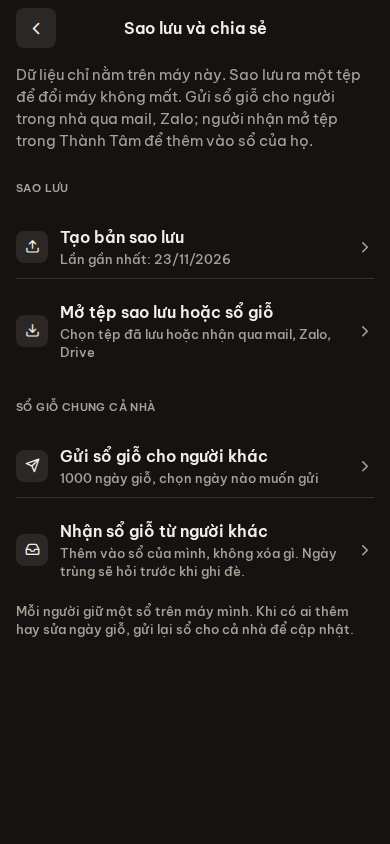 Sao lưu và chia sẻ
Dữ liệu chỉ nằm trên máy này. Sao lưu ra một tệp
để đổi máy không mất. Gửi sổ giỗ cho người
trong nhà qua mail, Zalo; người nhận mở tệp
trong Thành Tâm để thêm vào sổ của họ.
SAO LƯU
Tạo bản sao lưu
Lần gần nhất: 23/11/2026
Mở tệp sao lưu hoặc sổ giỗ
Chọn tệp đã lưu hoặc nhận qua mail, Zalo,
Drive
SỔ GIỖ CHUNG CẢ NHÀ
Gửi sổ giỗ cho người khác
1000 ngày giỗ, chọn ngày nào muốn gửi
Nhận sổ giỗ từ người khác
Thêm vào sổ của mình, không xóa gì. Ngày
trùng sẽ hỏi trước khi ghi đè.
Mỗi người giữ một sổ trên máy mình. Khi có ai thêm
hay sửa ngày giỗ, gửi lại sổ cho cả nhà để cập nhật.